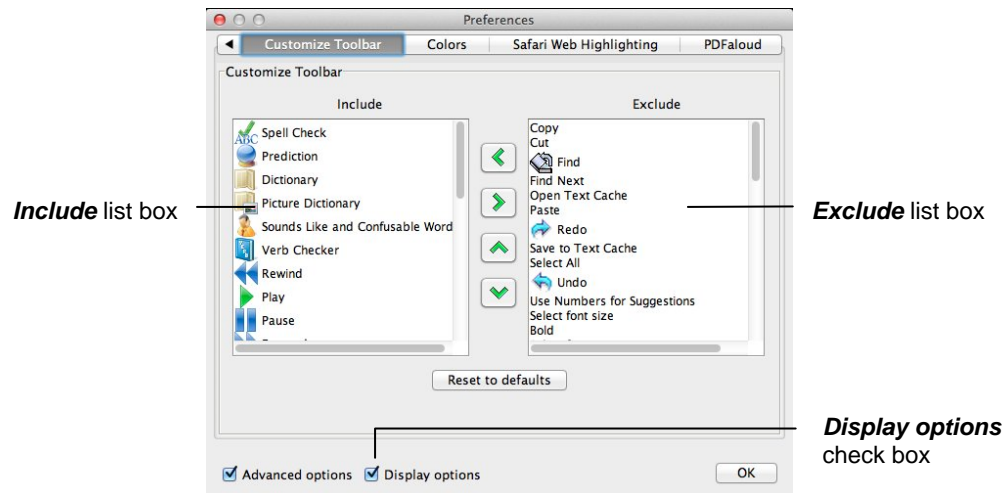 Preferences
Customize Toolbar
Colors
Safari Web Highlighting
PDFaloud
Customize Toolbar
Include
Exclude
ABC Spell Check
Prediction
Dictionary
Picture Dictionary
Sounds Like and Confusable Word
Verb Checker
Rewind
Play
Pause
Copy
Cut
Find
Find Next
Open Text Cache
Paste
Redo
Save to Text Cache
Select All
Undo
Use Numbers for Suggestions
Select font size
Bold
Reset to defaults
Advanced options
Display options
OK
Include list box
Exclude list box
Display options
check box